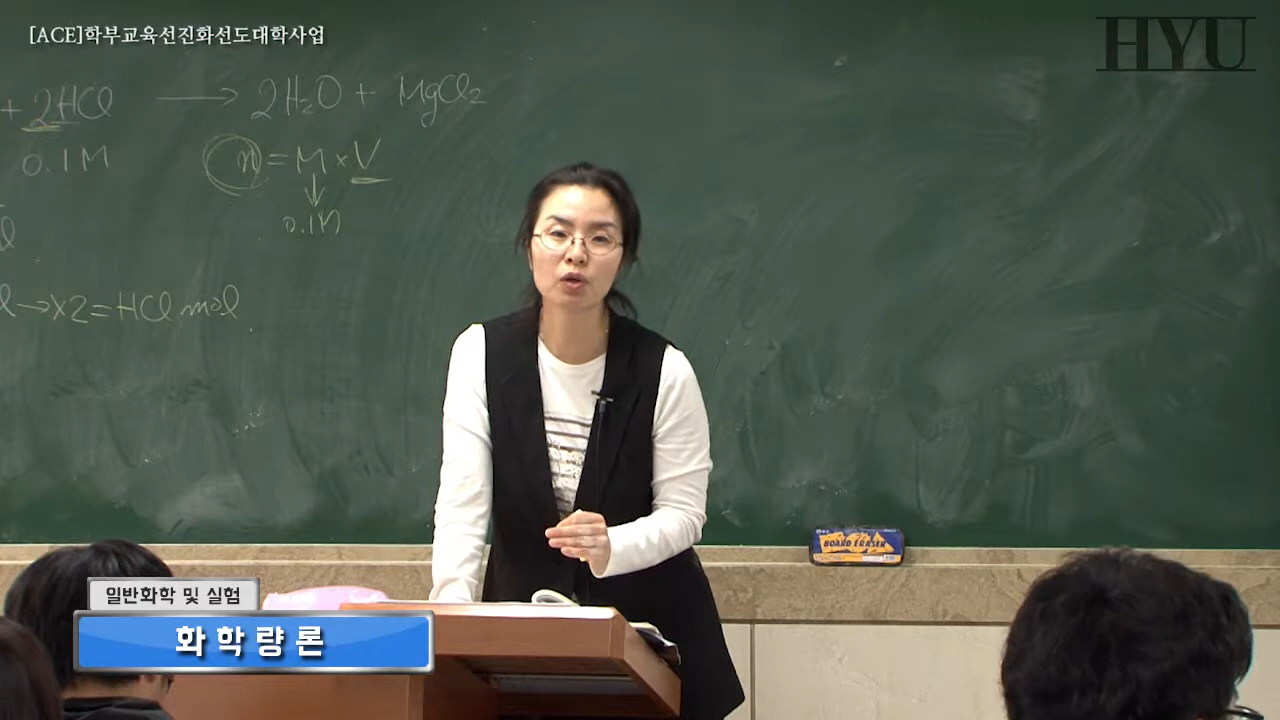 [ACE]학부교육선진화선도대학사업
HYU
+ 2HCl → 2H₂O + MgCl₂
0.1M
n = M × V
↓
0.1M
l
l → X2 = HCl mol
BOARD ERASER
일반화학 및 실험
화학량론